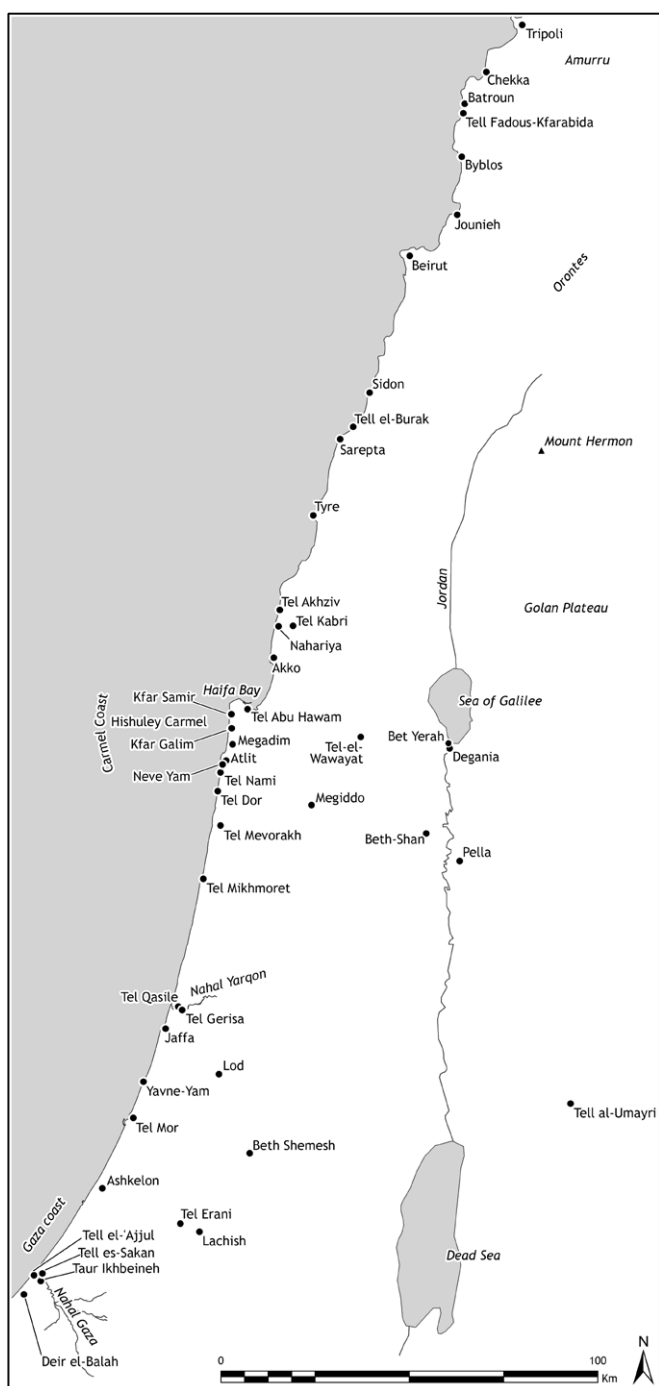 Tripoli
Amurru
Chekka
Batroun
Tell Fadous-Kfarabida
Byblos
Jounieh
Beirut
Orontes
Sidon
Tell el-Burak
Sarepta
Mount Hermon
Tyre
Jordan
Golan Plateau
Tel Akhziv
Tel Kabri
Nahariya
Akko
Haifa Bay
Kfar Samir
Sea of Galilee
Tel Abu Hawam
Hishuley Carmel
Carmel Coast
Kfar Galim
Megadim
Tel-el-
Wawayat
Bet Yerah
Degania
Atlit
Neve Yam
Tel Nami
Tel Dor
Megiddo
Tel Mevorakh
Beth-Shan
Pella
Tel Mikhmoret
Nahal Yarqon
Tel Qasile
Tel Gerisa
Jaffa
Lod
Yavne-Yam
Tell al-Umayri
Tel Mor
Beth Shemesh
Ashkelon
Gaza coast
Tel Erani
Lachish
Tell el-'Ajjul
Tell es-Sakan
Taur Ikhbeineh
Dead Sea
Nahal Gaza
Deir el-Balah
N
0 100
Km